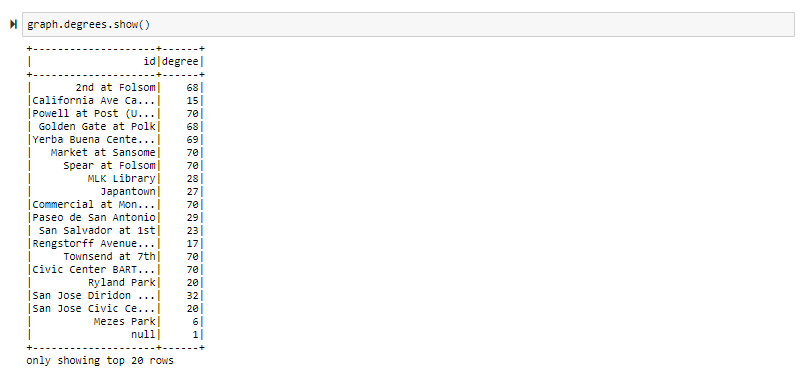 graph.degrees.show()
+--------------------+------+
|                  id|degree|
+--------------------+------+
|       2nd at Folsom|    68|
|California Ave Ca...|    15|
|Powell at Post (U...|    70|
| Golden Gate at Polk|    68|
|Yerba Buena Cente...|    69|
|   Market at Sansome|    70|
|     Spear at Folsom|    70|
|         MLK Library|    28|
|           Japantown|    27|
|Commercial at Mon...|    70|
|Paseo de San Antonio|    29|
| San Salvador at 1st|    23|
|Rengstorff Avenue...|    17|
|     Townsend at 7th|    70|
|Civic Center BART...|    70|
|         Ryland Park|    20|
|San Jose Diridon ...|    32|
|San Jose Civic Ce...|    20|
|          Mezes Park|     6|
|                null|     1|
+--------------------+------+
only showing top 20 rows